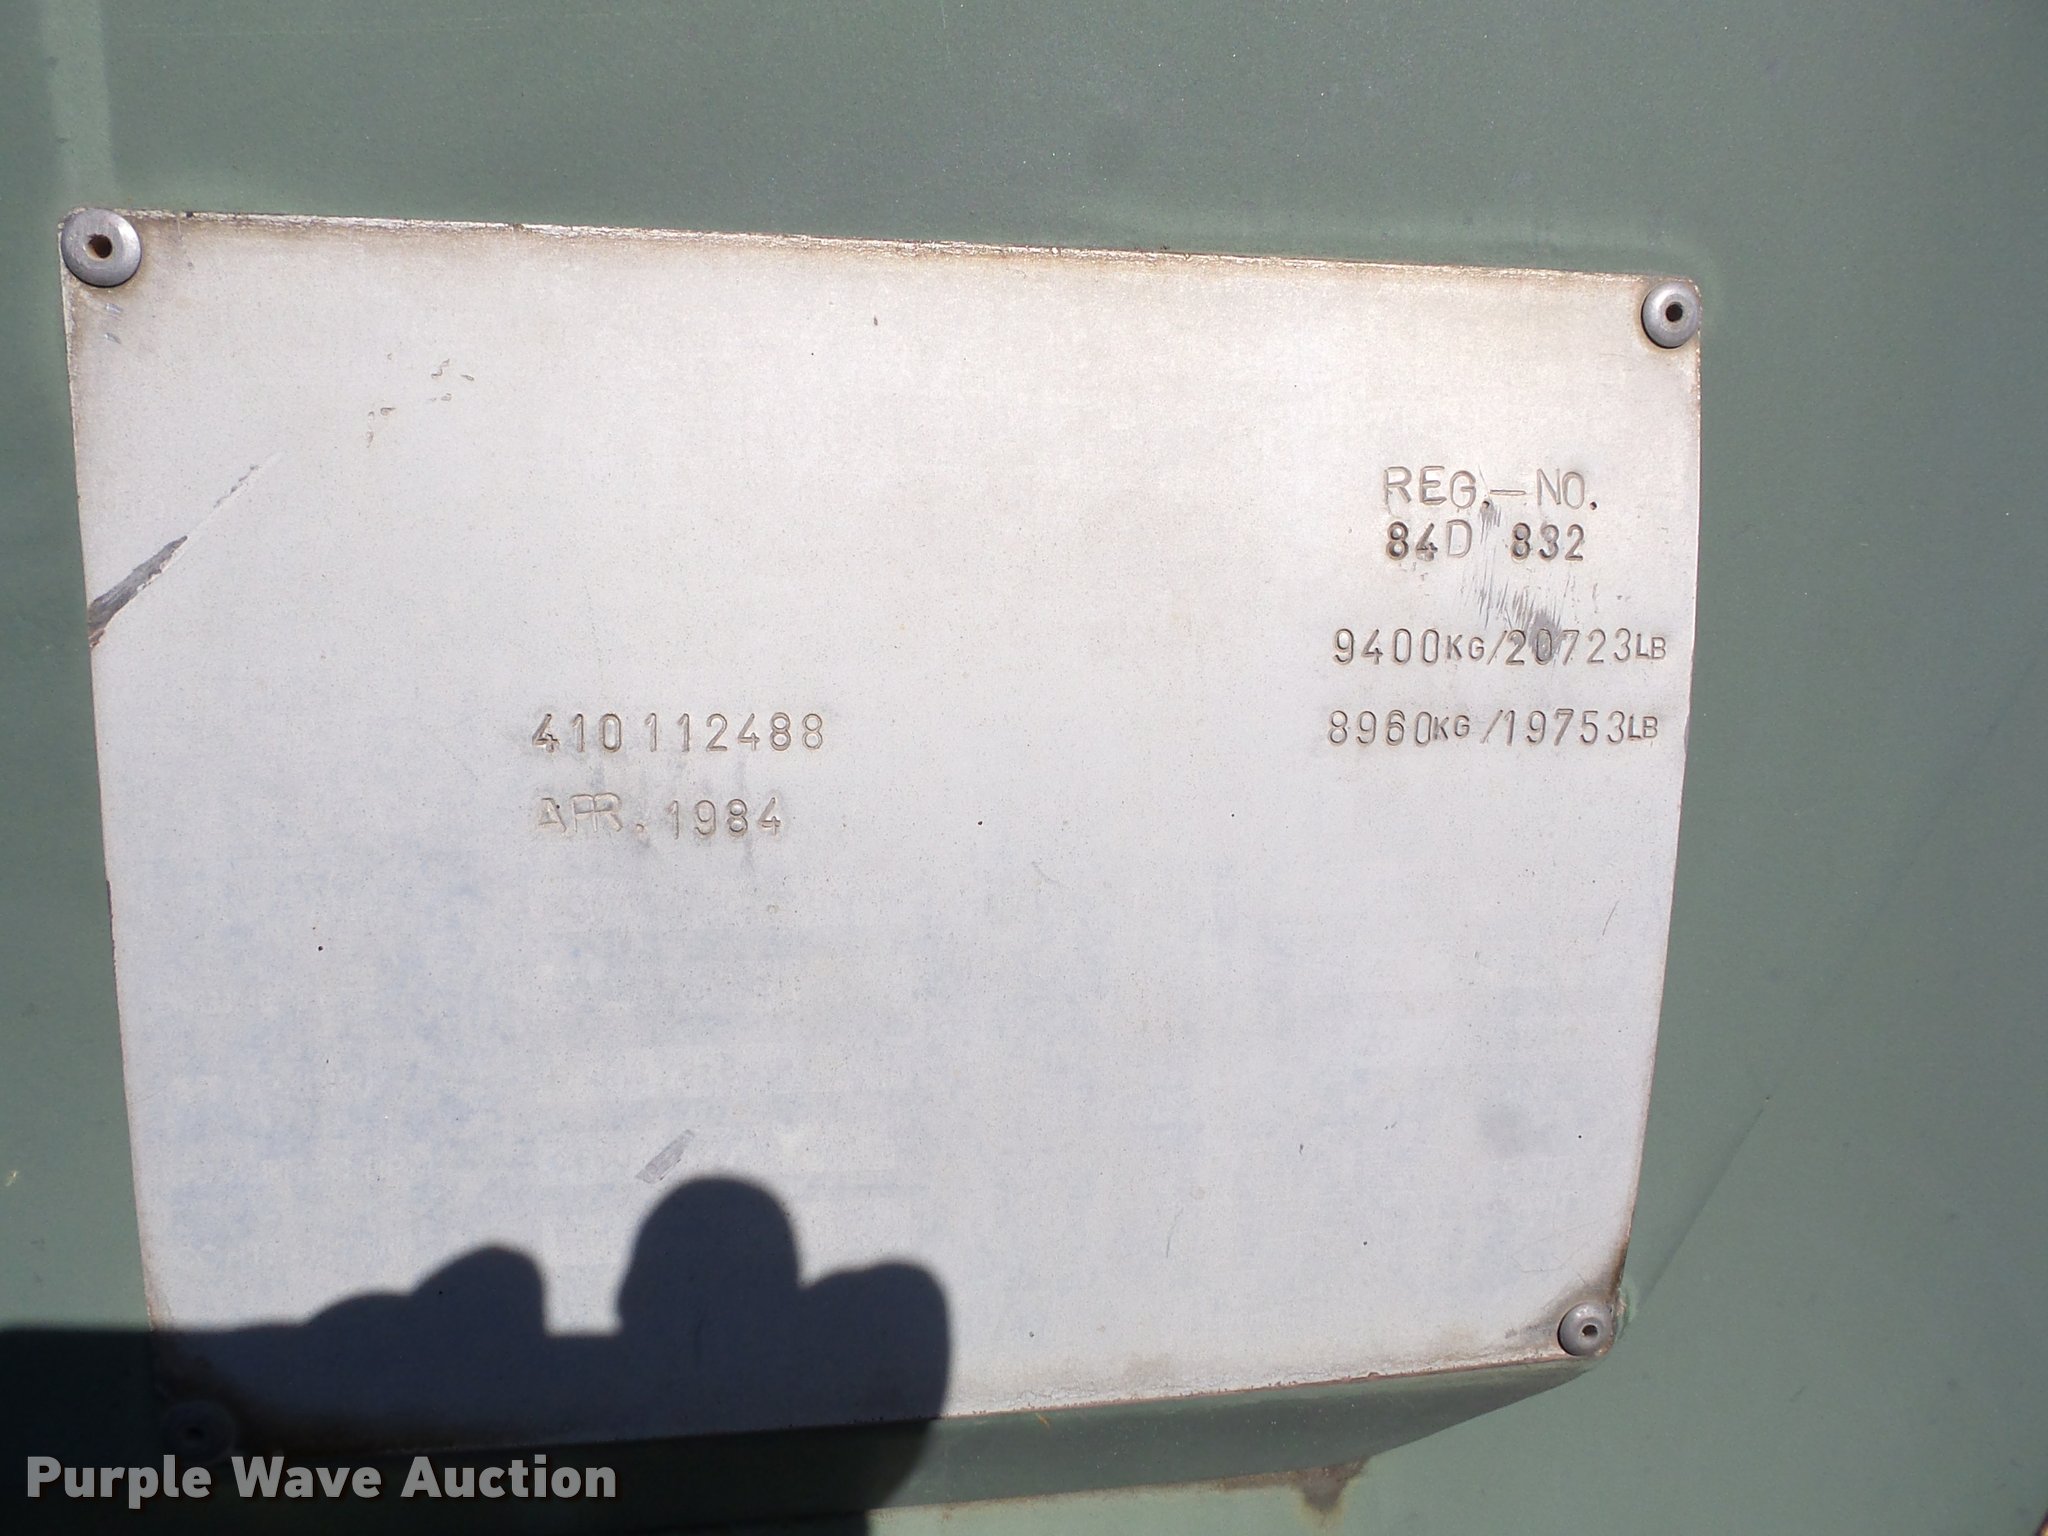 REG.-NO.
84D 832
9400KG/20723LB
410112488
8960KG/19753LB
APR. 1984
Purple Wave Auction